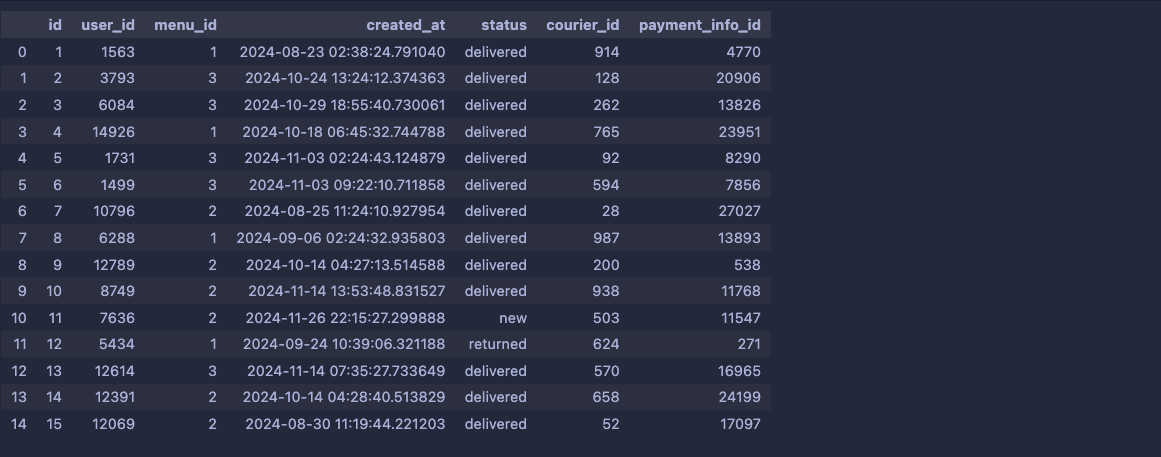 id user_id menu_id created_at status courier_id payment_info_id
0 1 1563 1 2024-08-23 02:38:24.791040 delivered 914 4770
1 2 3793 3 2024-10-24 13:24:12.374363 delivered 128 20906
2 3 6084 3 2024-10-29 18:55:40.730061 delivered 262 13826
3 4 14926 1 2024-10-18 06:45:32.744788 delivered 765 23951
4 5 1731 3 2024-11-03 02:24:43.124879 delivered 92 8290
5 6 1499 3 2024-11-03 09:22:10.711858 delivered 594 7856
6 7 10796 2 2024-08-25 11:24:10.927954 delivered 28 27027
7 8 6288 1 2024-09-06 02:24:32.935803 delivered 987 13893
8 9 12789 2 2024-10-14 04:27:13.514588 delivered 200 538
9 10 8749 2 2024-11-14 13:53:48.831527 delivered 938 11768
10 11 7636 2 2024-11-26 22:15:27.299888 new 503 11547
11 12 5434 1 2024-09-24 10:39:06.321188 returned 624 271
12 13 12614 3 2024-11-14 07:35:27.733649 delivered 570 16965
13 14 12391 2 2024-10-14 04:28:40.513829 delivered 658 24199
14 15 12069 2 2024-08-30 11:19:44.221203 delivered 52 17097